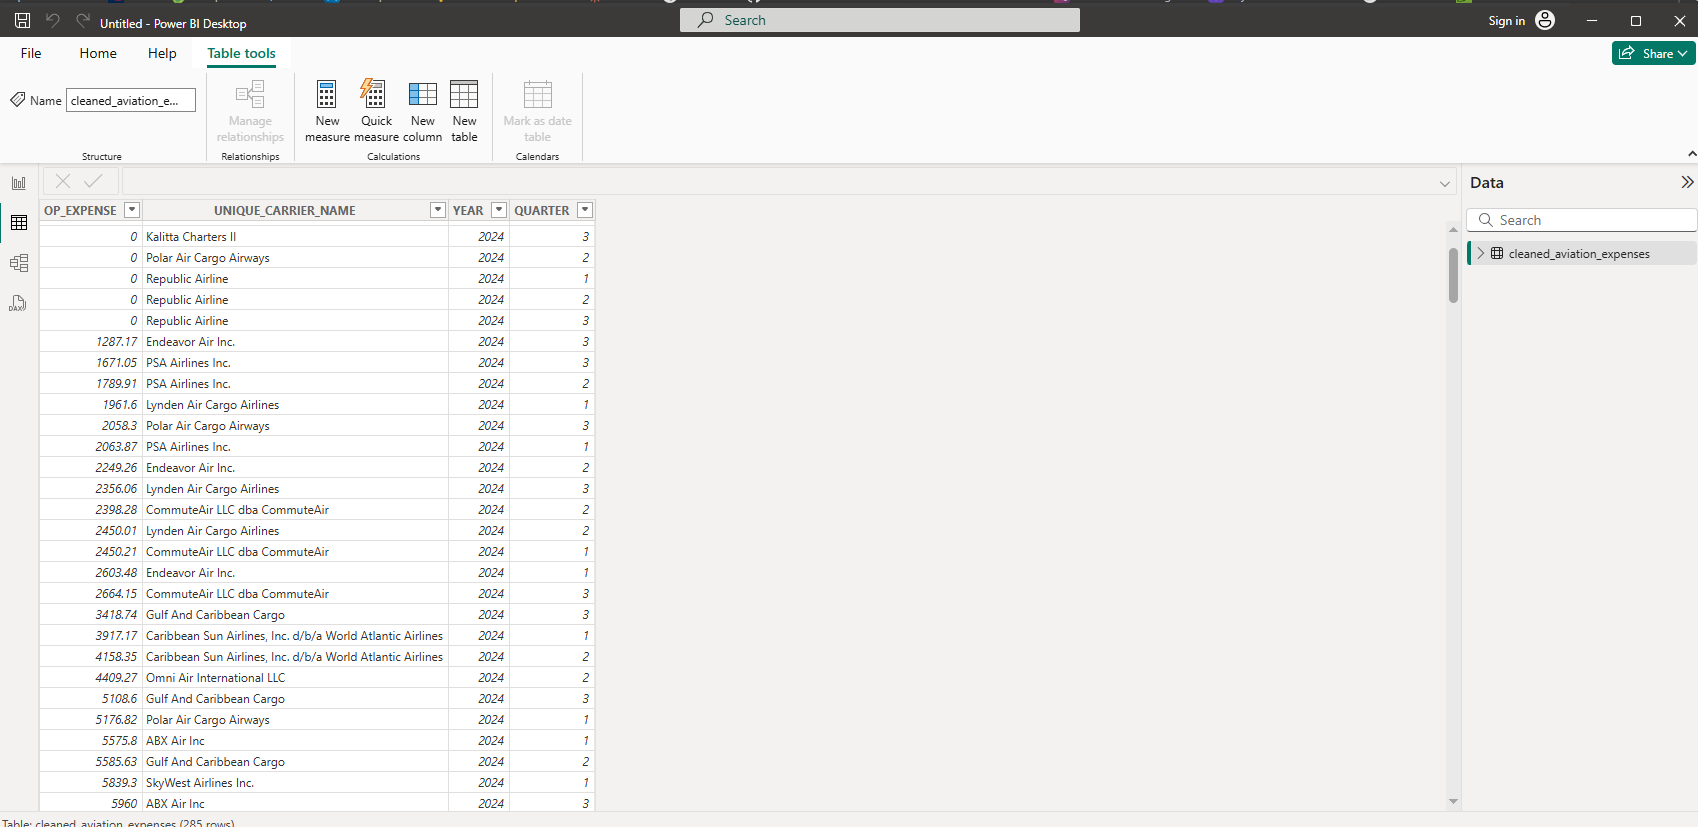 Untitled - Power BI Desktop
Search
Sign in
File Home Help Table tools
Share
Name cleaned_aviation_e...
Manage relationships
New measure
Quick measure
New column
New table
Mark as date table
Structure Relationships Calculations Calendars
Data
Search
cleaned_aviation_expenses
OP_EXPENSE UNIQUE_CARRIER_NAME YEAR QUARTER
0 Kalitta Charters II 2024 3
0 Polar Air Cargo Airways 2024 2
0 Republic Airline 2024 1
0 Republic Airline 2024 2
0 Republic Airline 2024 3
1287.17 Endeavor Air Inc. 2024 3
1671.05 PSA Airlines Inc. 2024 3
1789.91 PSA Airlines Inc. 2024 2
1961.6 Lynden Air Cargo Airlines 2024 1
2058.3 Polar Air Cargo Airways 2024 3
2063.87 PSA Airlines Inc. 2024 1
2249.26 Endeavor Air Inc. 2024 2
2356.06 Lynden Air Cargo Airlines 2024 3
2398.28 CommuteAir LLC dba CommuteAir 2024 2
2450.01 Lynden Air Cargo Airlines 2024 2
2450.21 CommuteAir LLC dba CommuteAir 2024 1
2603.48 Endeavor Air Inc. 2024 1
2664.15 CommuteAir LLC dba CommuteAir 2024 3
3418.74 Gulf And Caribbean Cargo 2024 3
3917.17 Caribbean Sun Airlines, Inc. d/b/a World Atlantic Airlines 2024 1
4158.35 Caribbean Sun Airlines, Inc. d/b/a World Atlantic Airlines 2024 2
4409.27 Omni Air International LLC 2024 2
5108.6 Gulf And Caribbean Cargo 2024 3
5176.82 Polar Air Cargo Airways 2024 1
5575.8 ABX Air Inc 2024 1
5585.63 Gulf And Caribbean Cargo 2024 2
5839.3 SkyWest Airlines Inc. 2024 1
5960 ABX Air Inc 2024 3
Table: cleaned_aviation_expenses (285 rows)